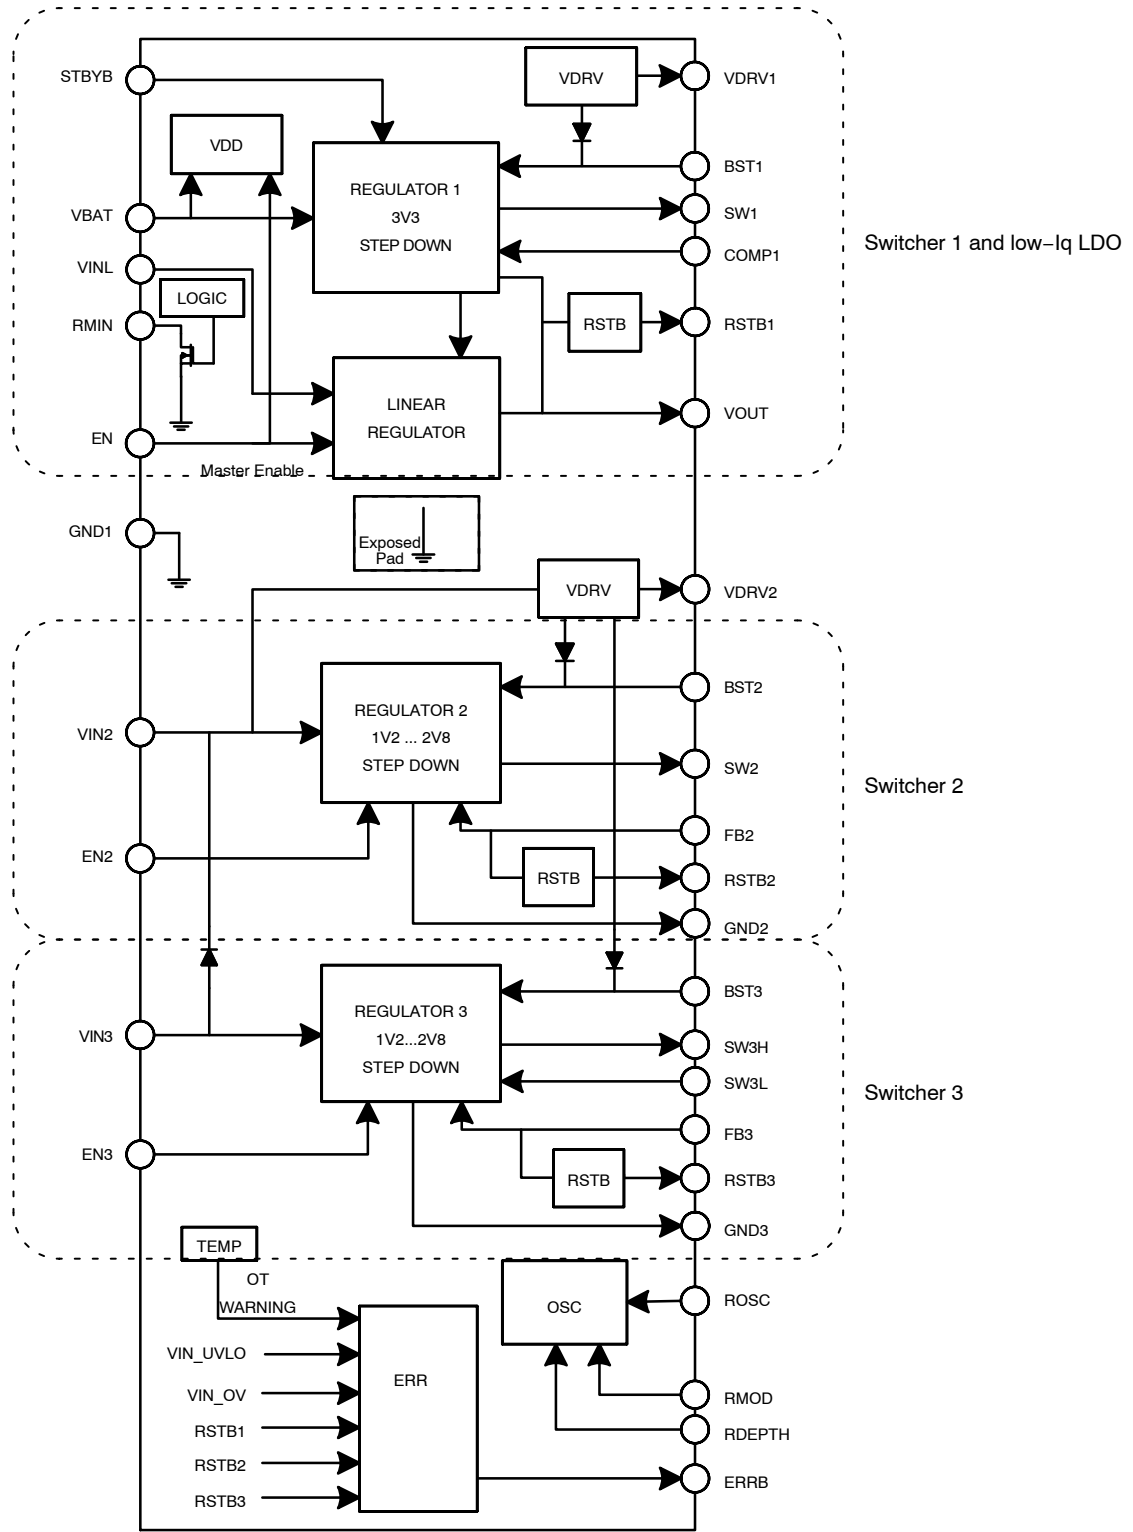 STBYB
VDRV
VDRV1
VDD
REGULATOR 1
3V3
STEP DOWN
BST1
VBAT
SW1
Switcher 1 and low−Iq LDO
COMP1
VINL
LOGIC
RMIN
RSTB
RSTB1
LINEAR
REGULATOR
VOUT
EN
Master Enable
GND1
Exposed
Pad
VDRV
VDRV2
BST2
REGULATOR 2
1V2 ... 2V8
STEP DOWN
VIN2
SW2
Switcher 2
FB2
EN2
RSTB
RSTB2
GND2
BST3
REGULATOR 3
1V2...2V8
STEP DOWN
VIN3
SW3H
SW3L
Switcher 3
FB3
EN3
RSTB
RSTB3
GND3
TEMP
OT
WARNING
OSC
ROSC
VIN_UVLO
ERR
VIN_OV
RMOD
RSTB1
RDEPTH
RSTB2
ERRB
RSTB3